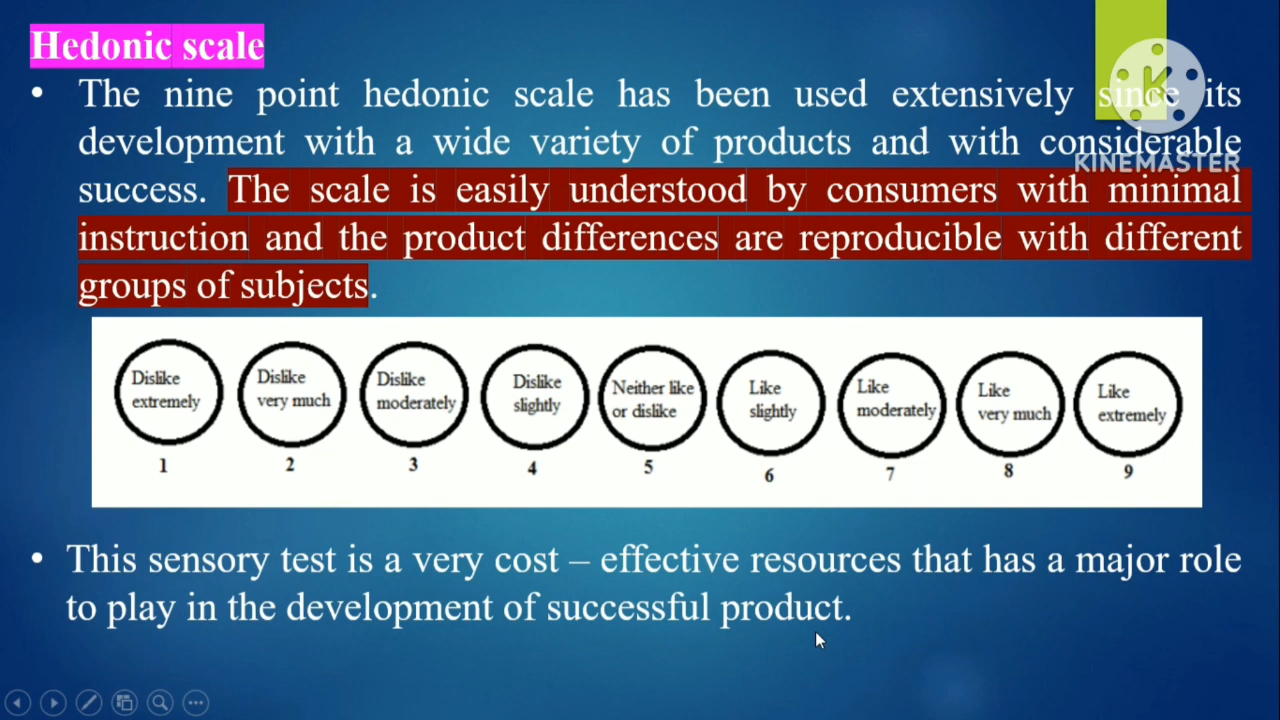 Hedonic scale
• The nine point hedonic scale has been used extensively since its
development with a wide variety of products and with considerable
KINEMASTER
success. The scale is easily understood by consumers with minimal
instruction and the product differences are reproducible with different
groups of subjects.
Dislike extremely
Dislike very much
Dislike moderately
Dislike slightly
Neither like or dislike
Like slightly
Like moderately
Like very much
Like extremely
1 2 3 4 5 6 7 8 9
• This sensory test is a very cost – effective resources that has a major role
to play in the development of successful product.